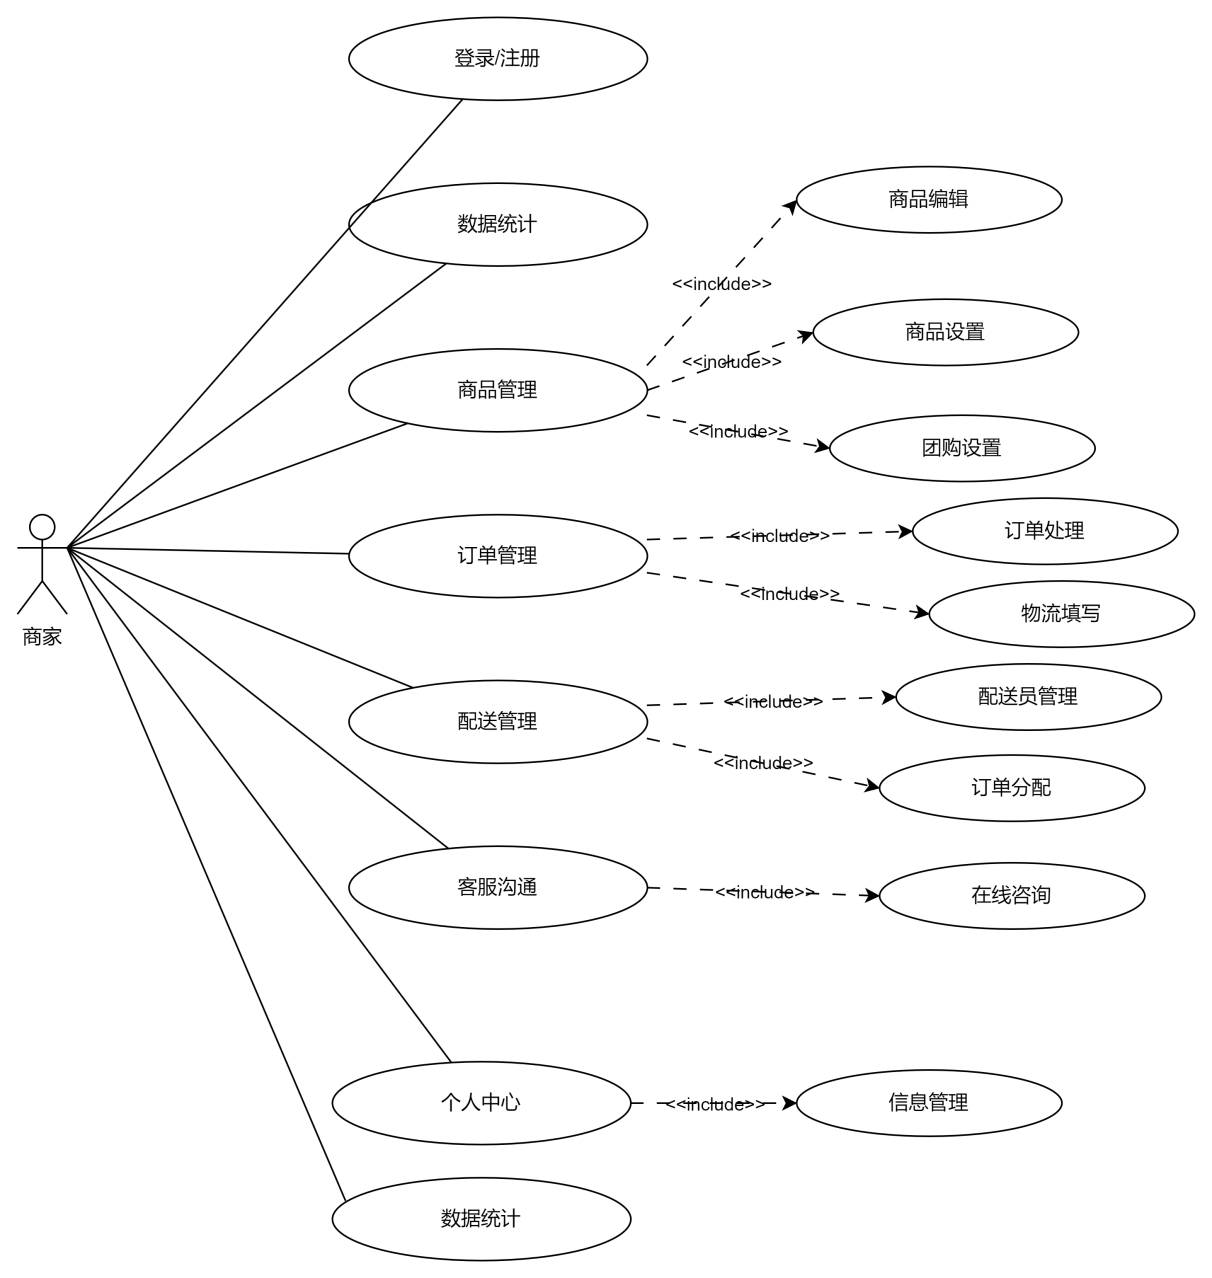 登录/注册
数据统计
商品编辑
<<include>>
商品设置
<<include>>
商品管理
<<include>>
团购设置
订单管理
<<include>>
订单处理
<<include>>
物流填写
商家
配送管理
<<include>>
配送员管理
<<include>>
订单分配
客服沟通
<<include>>
在线咨询
个人中心
<<include>>
信息管理
数据统计